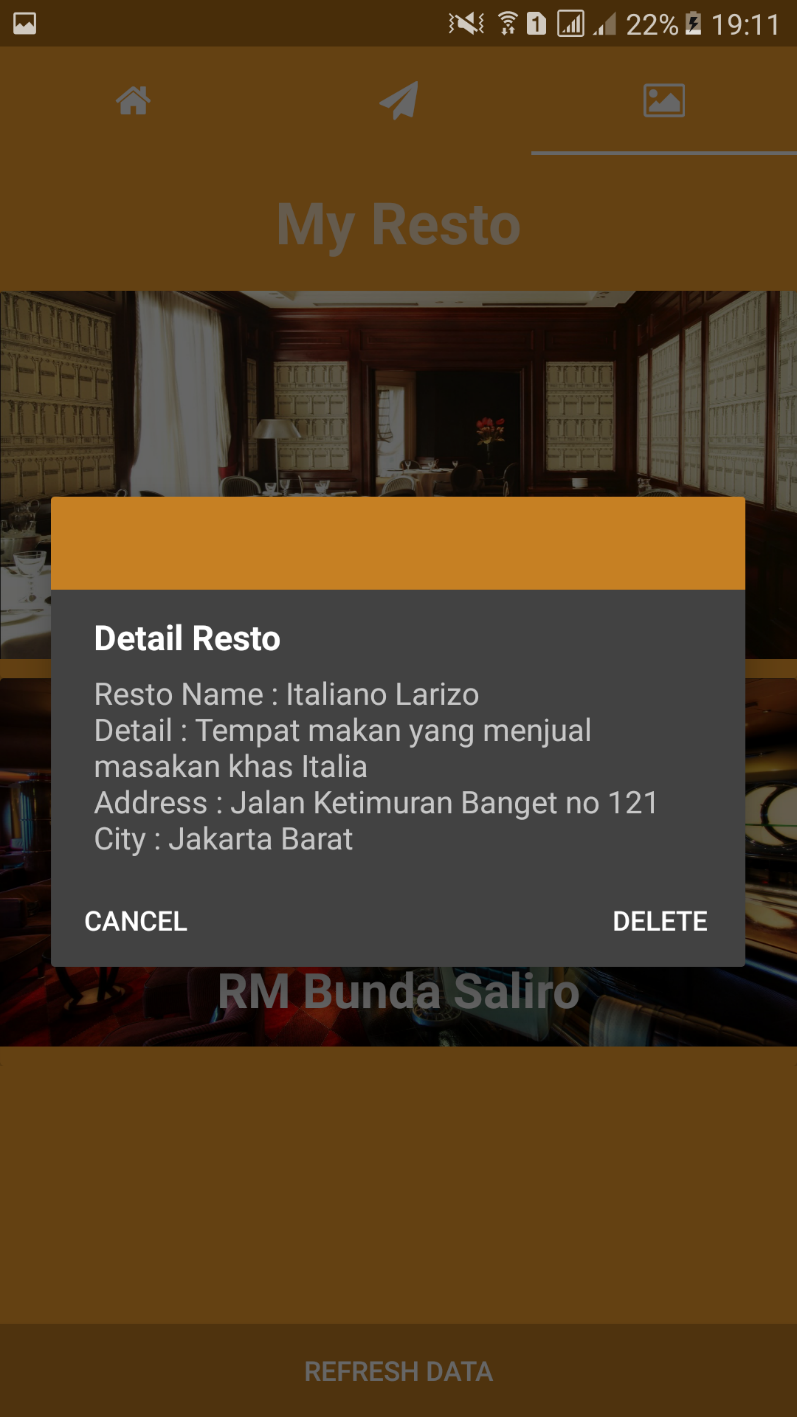 1 22% 19:11
My Resto
Detail Resto
Resto Name : Italiano Larizo
Detail : Tempat makan yang menjual
masakan khas Italia
Address : Jalan Ketimuran Banget no 121
City : Jakarta Barat
CANCEL DELETE
RM Bunda Saliro
REFRESH DATA